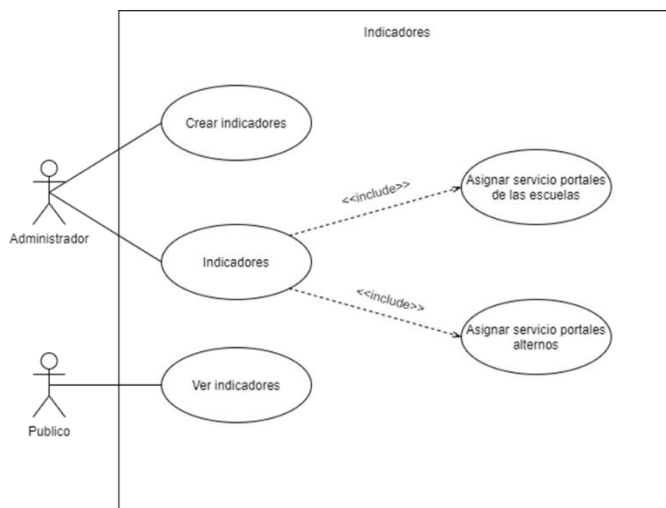 Indicadores
Crear indicadores
Asignar servicio portales
de las escuelas
<<include>>
Administrador
Indicadores
<<include>>
Asignar servicio portales
alternos
Ver indicadores
Publico